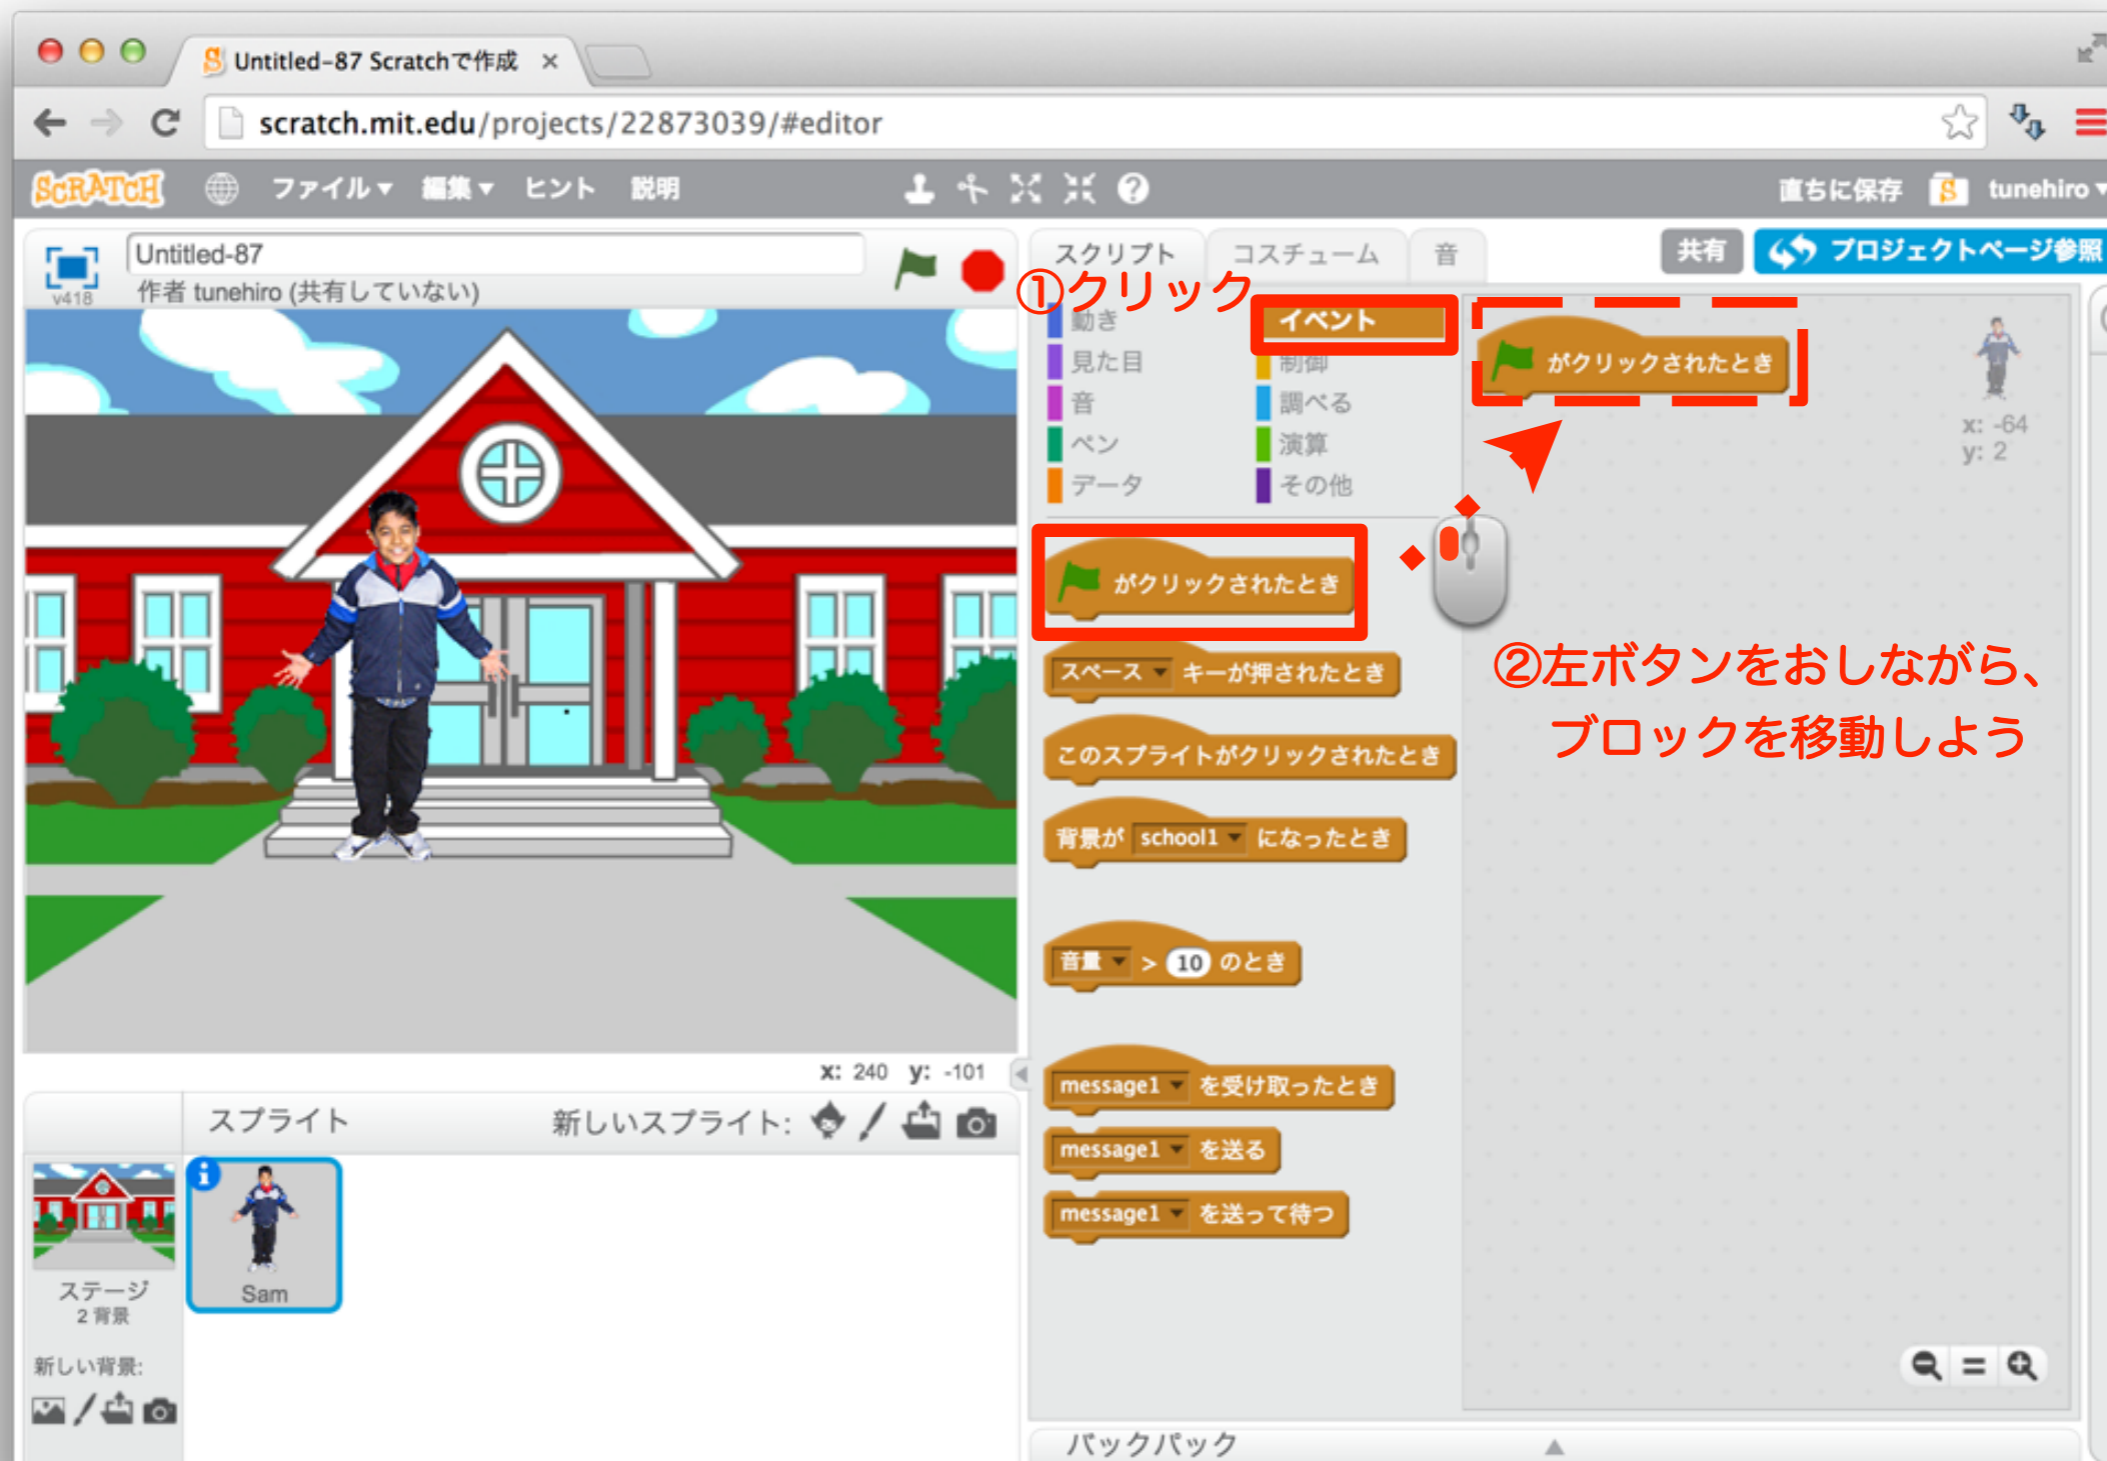 Untitled-87 Scratchで作成
scratch.mit.edu/projects/22873039/#editor
SCRATCH ファイル 編集 ヒント 説明 直ちに保存 tunehiro
v418
Untitled-87
作者 tunehiro (共有していない)
スクリプト コスチューム 音 共有 プロジェクトページ参照
①クリック
動き イベント
見た目 制御
音 調べる
ペン 演算
データ その他
がクリックされたとき
x: -64
y: 2
がクリックされたとき
スペース キーが押されたとき
このスプライトがクリックされたとき
背景が school1 になったとき
音量 > 10 のとき
message1 を受け取ったとき
message1 を送る
message1 を送って待つ
②左ボタンをおしながら、
ブロックを移動しよう
x: 240 y: -101
スプライト 新しいスプライト:
ステージ
2 背景
Sam
新しい背景:
バックパック